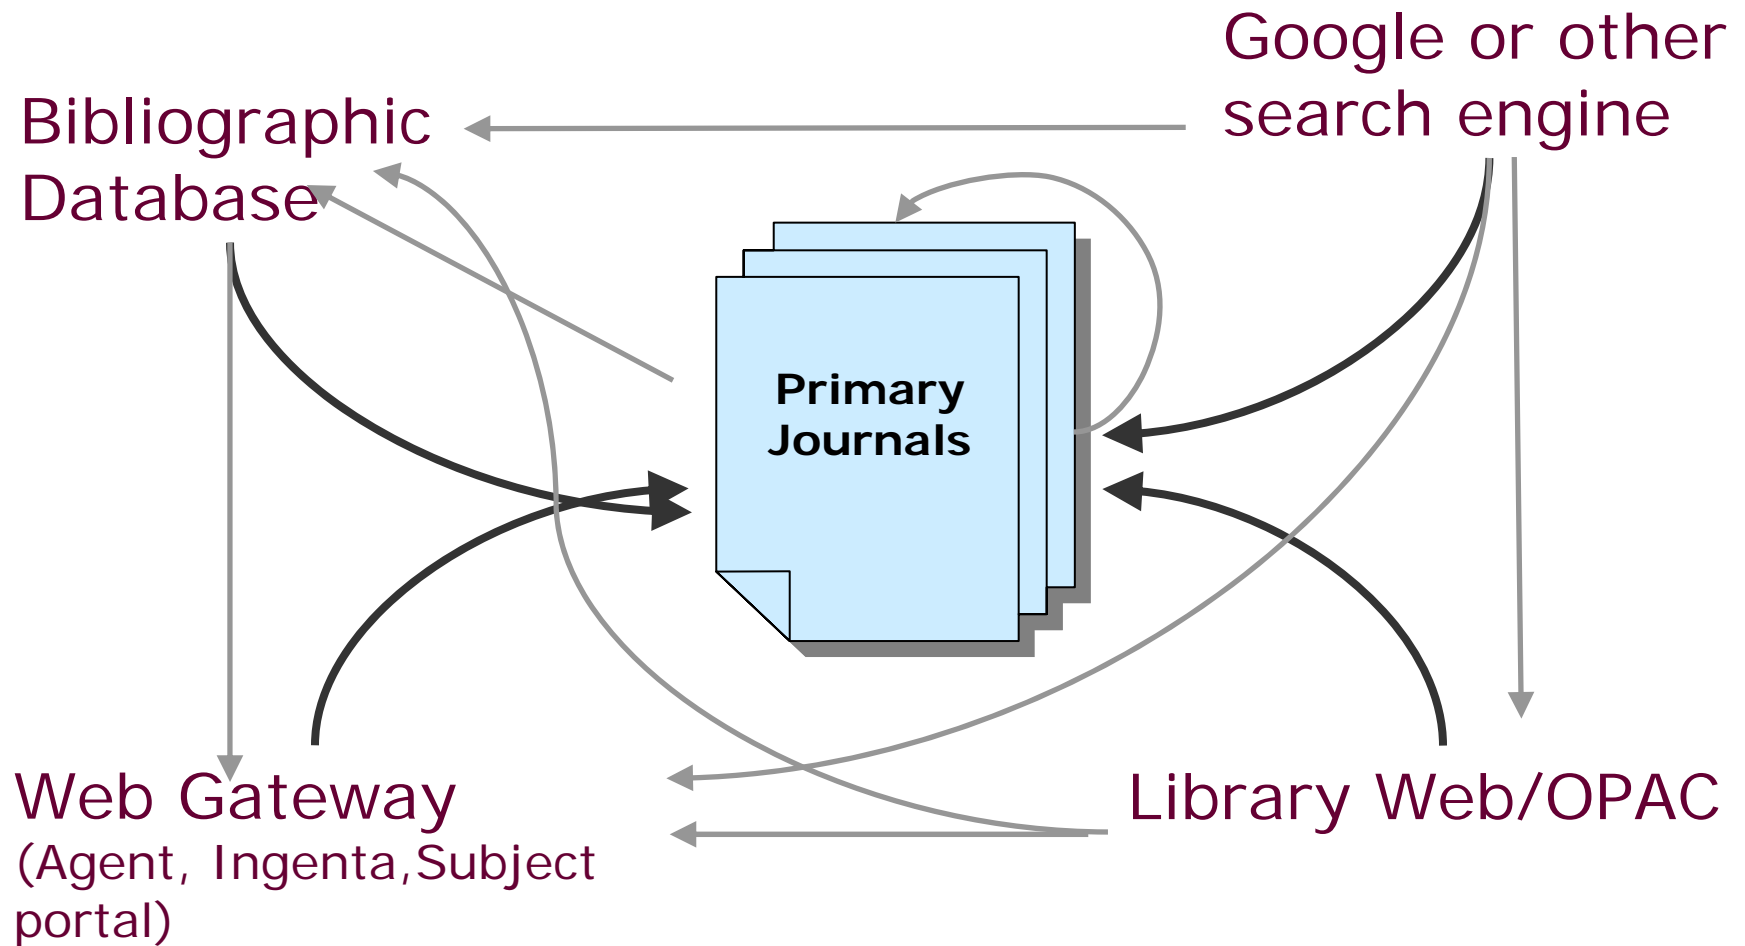 Google or other
search engine
Bibliographic
Database
Primary
Journals
Web Gateway
(Agent, Ingenta,Subject
portal)
Library Web/OPAC